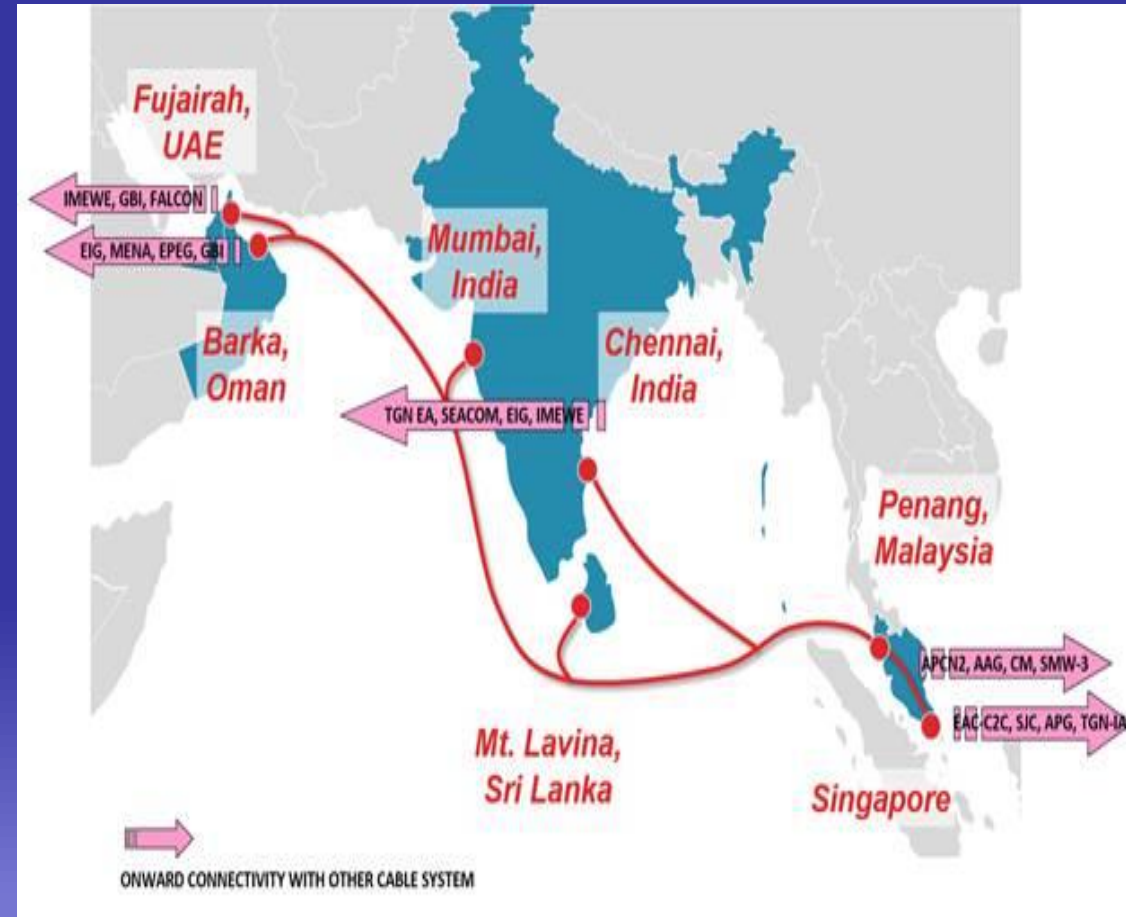 Fujairah,
UAE
IMEWE, GBI, FALCON
EIG, MENA, EPEG, GBI
Mumbai,
India
Barka,
Oman
Chennai,
India
TGN EA, SEACOM, EIG, IMEWE
Penang,
Malaysia
APCN2, AAG, CM, SMW-3
EAC-C2C, SJC, APG, TGN-IA
Mt. Lavina,
Sri Lanka
Singapore
ONWARD CONNECTIVITY WITH OTHER CABLE SYSTEM